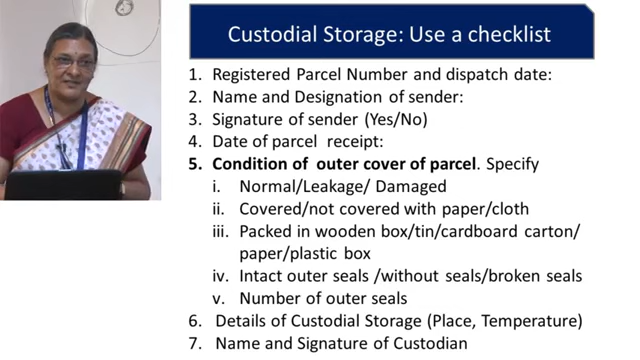 Custodial Storage: Use a checklist
1. Registered Parcel Number and dispatch date:
2. Name and Designation of sender:
3. Signature of sender (Yes/No)
4. Date of parcel receipt:
5. Condition of outer cover of parcel. Specify
i. Normal/Leakage/ Damaged
ii. Covered/not covered with paper/cloth
iii. Packed in wooden box/tin/cardboard carton/
paper/plastic box
iv. Intact outer seals /without seals/broken seals
v. Number of outer seals
6. Details of Custodial Storage (Place, Temperature)
7. Name and Signature of Custodian